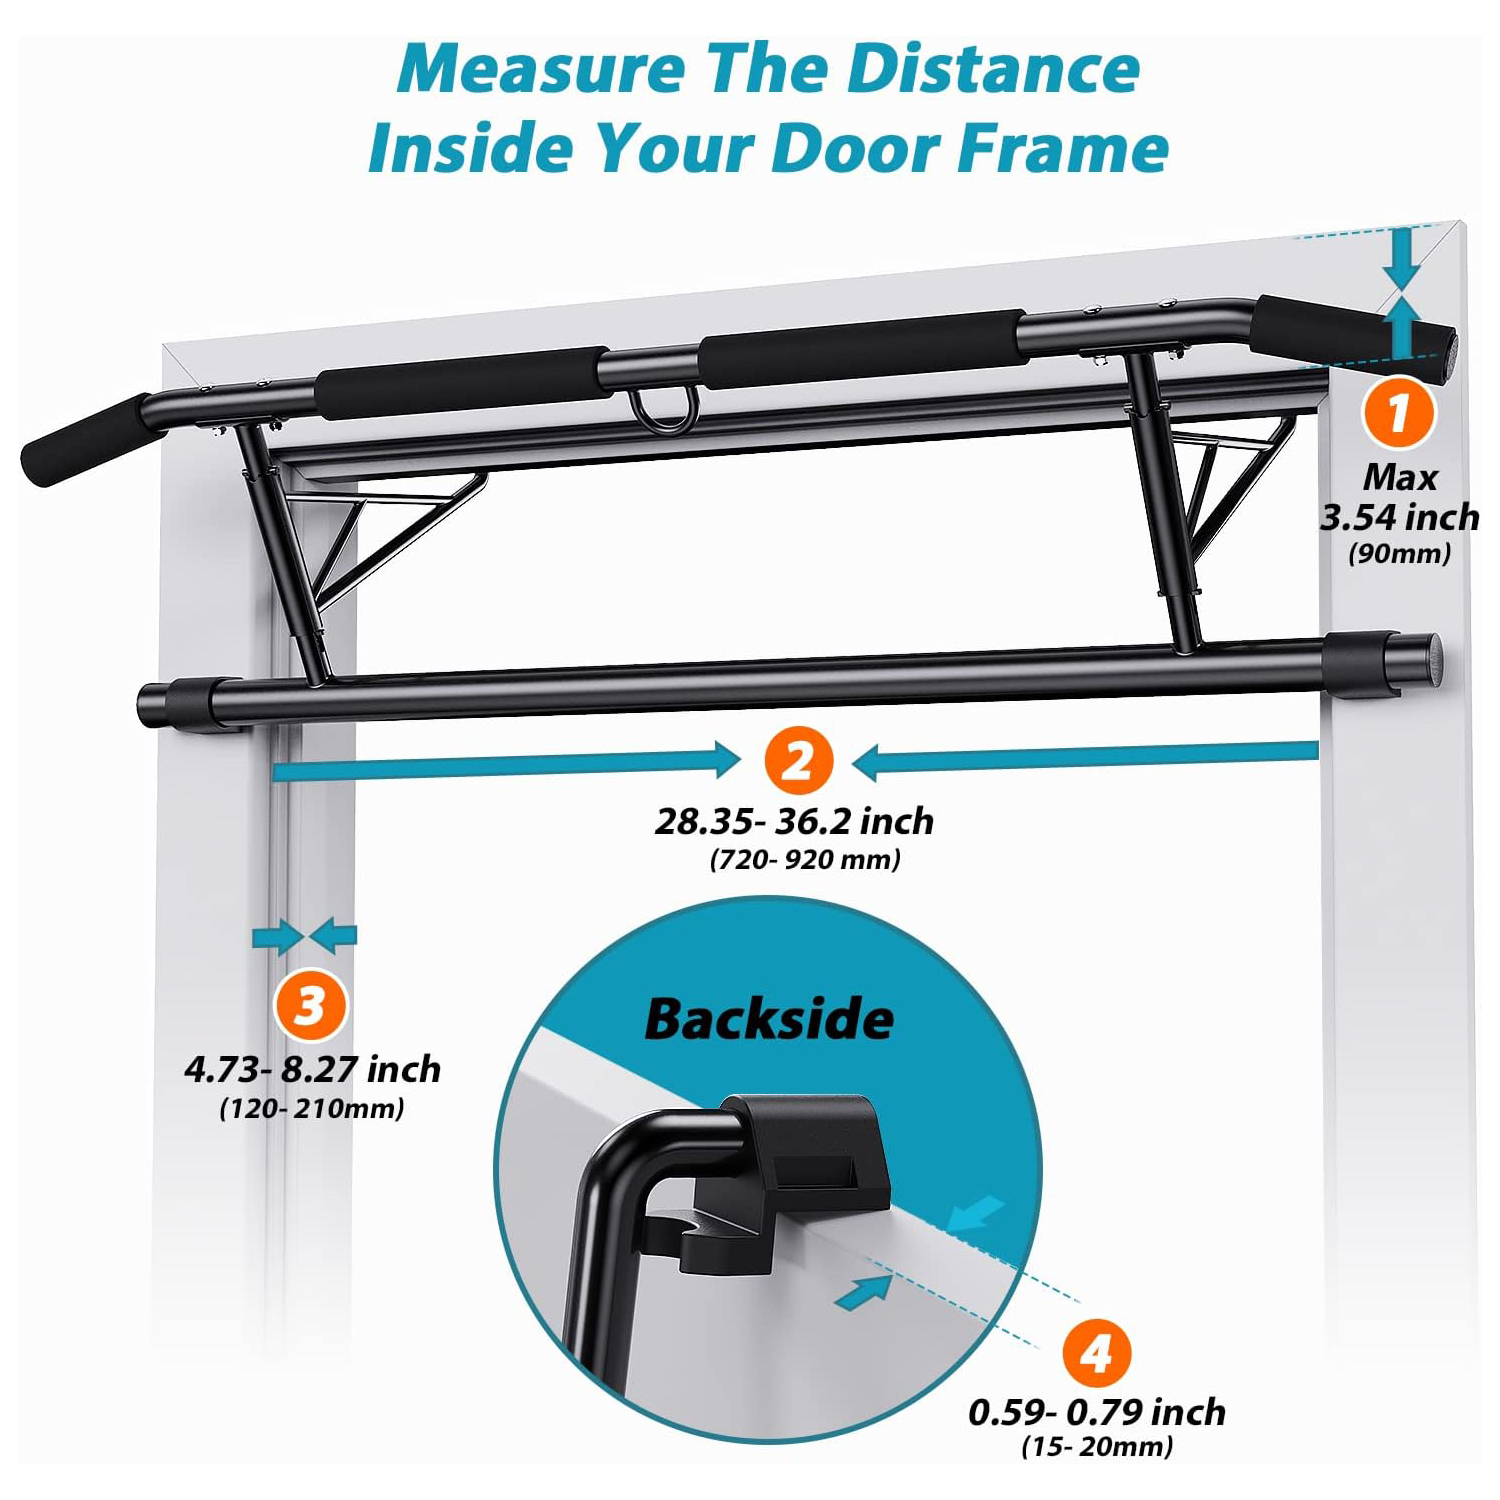 Measure The Distance
Inside Your Door Frame
1
Max
3.54 inch
(90mm)
2
28.35- 36.2 inch
(720- 920 mm)
3
4.73- 8.27 inch
(120- 210mm)
Backside
4
0.59- 0.79 inch
(15- 20mm)